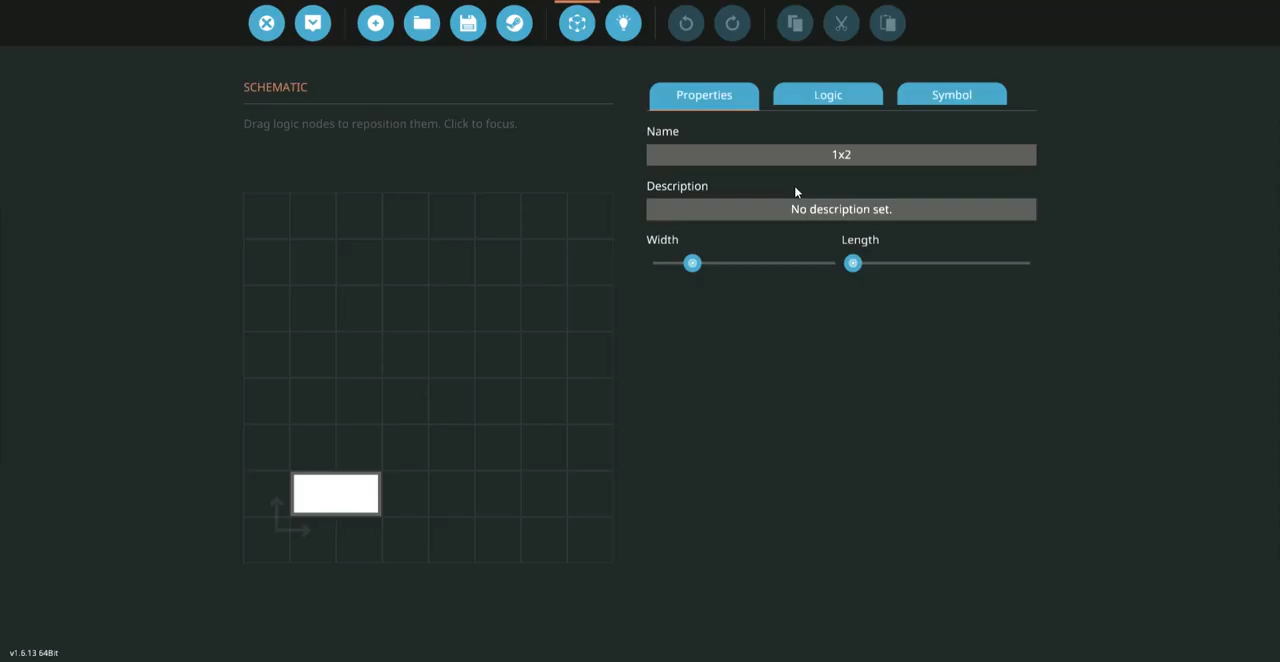 SCHEMATIC
Drag logic nodes to reposition them. Click to focus.
Properties
Logic
Symbol
Name
1x2
Description
No description set.
Width
Length
v1.6.13 64Bit